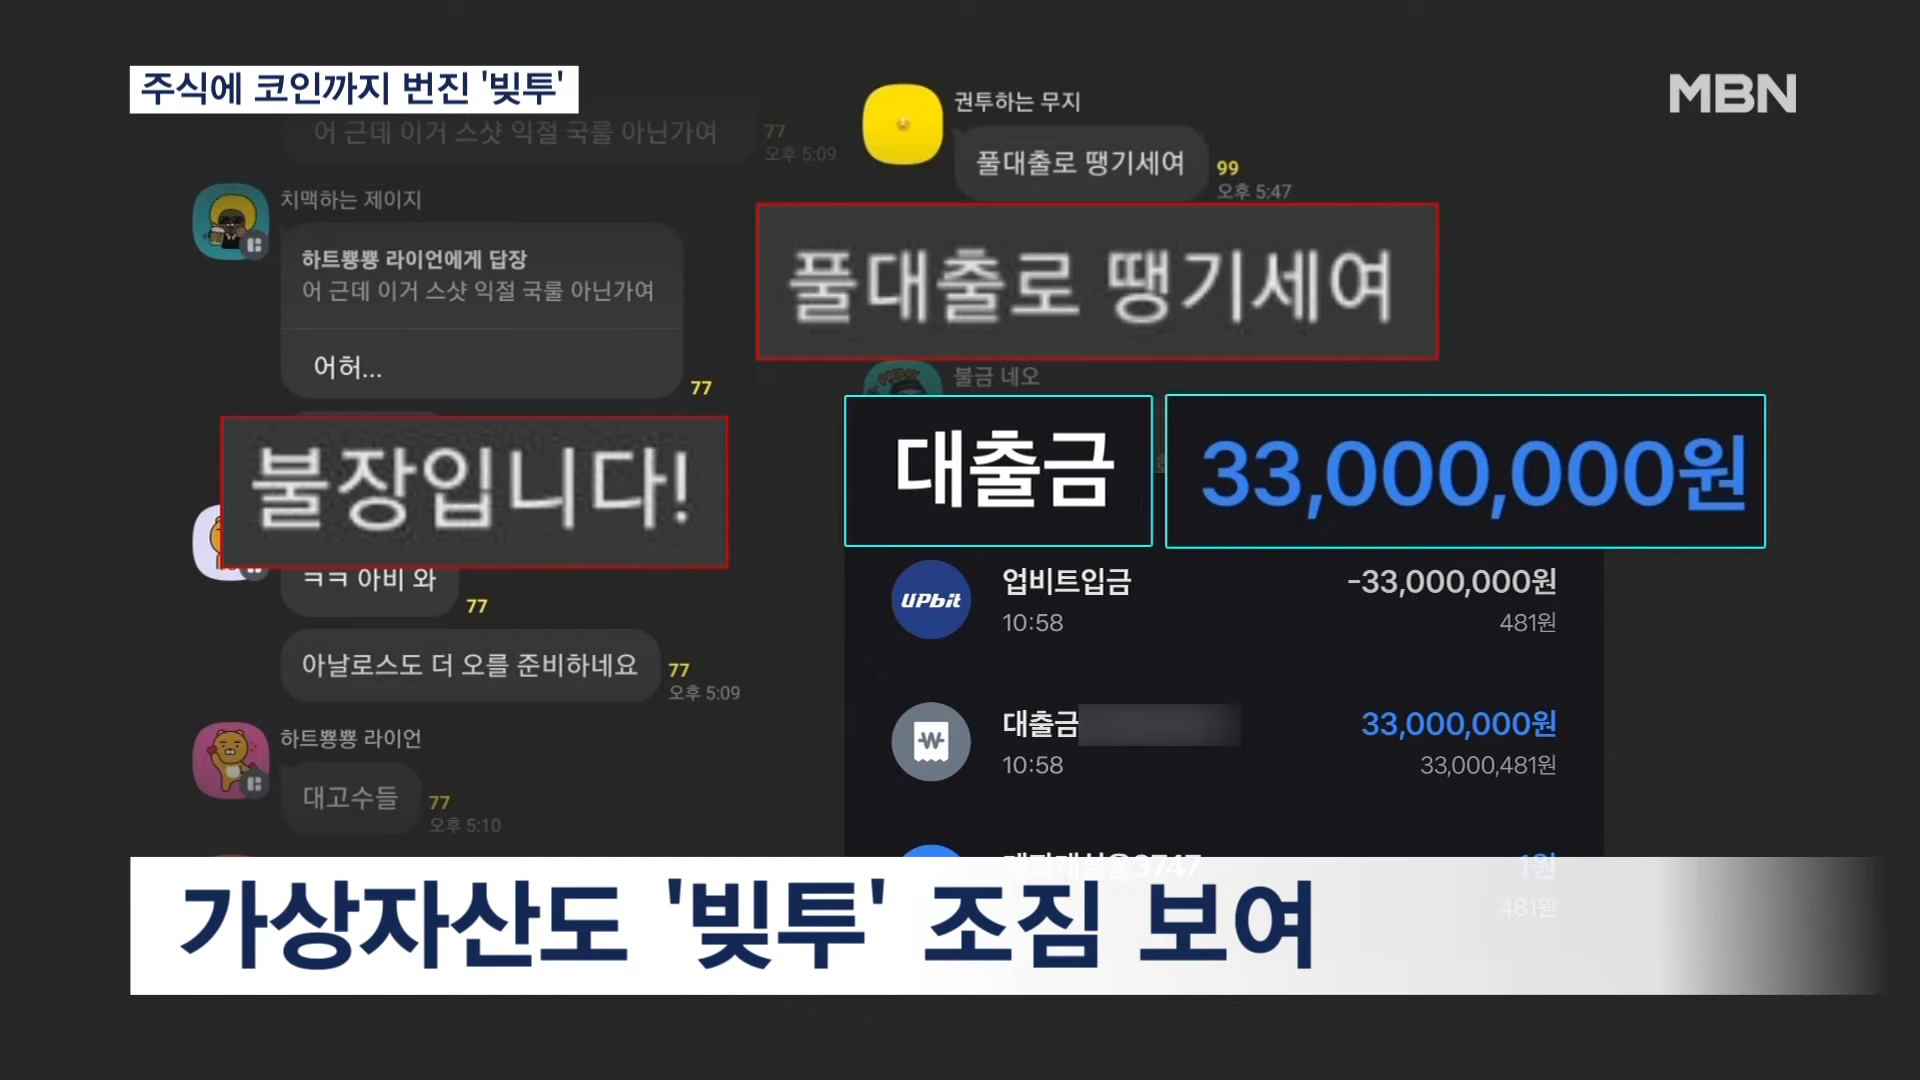 주식에 코인까지 번진 '빚투'
MBN
어 근데 이거 스샷 익절 국룰 아닌가여
77
오후 5:09
치맥하는 제이지
하트뿅뿅 라이언에게 답장
어 근데 이거 스샷 익절 국룰 아닌가여
어허...
77
불장입니다!
ㅋㅋ 아비 와
77
아날로스도 더 오를 준비하네요
77
오후 5:09
하트뿅뿅 라이언
대고수들
77
오후 5:10
권투하는 무지
풀대출로 땡기세여
99
오후 5:47
풀대출로 땡기세여
불금 네오
대출금
33,000,000원
UPbit
업비트입금
-33,000,000원
10:58
481원
대출금
33,000,000원
10:58
33,000,481원
3747
1원
481원
가상자산도 '빚투' 조짐 보여